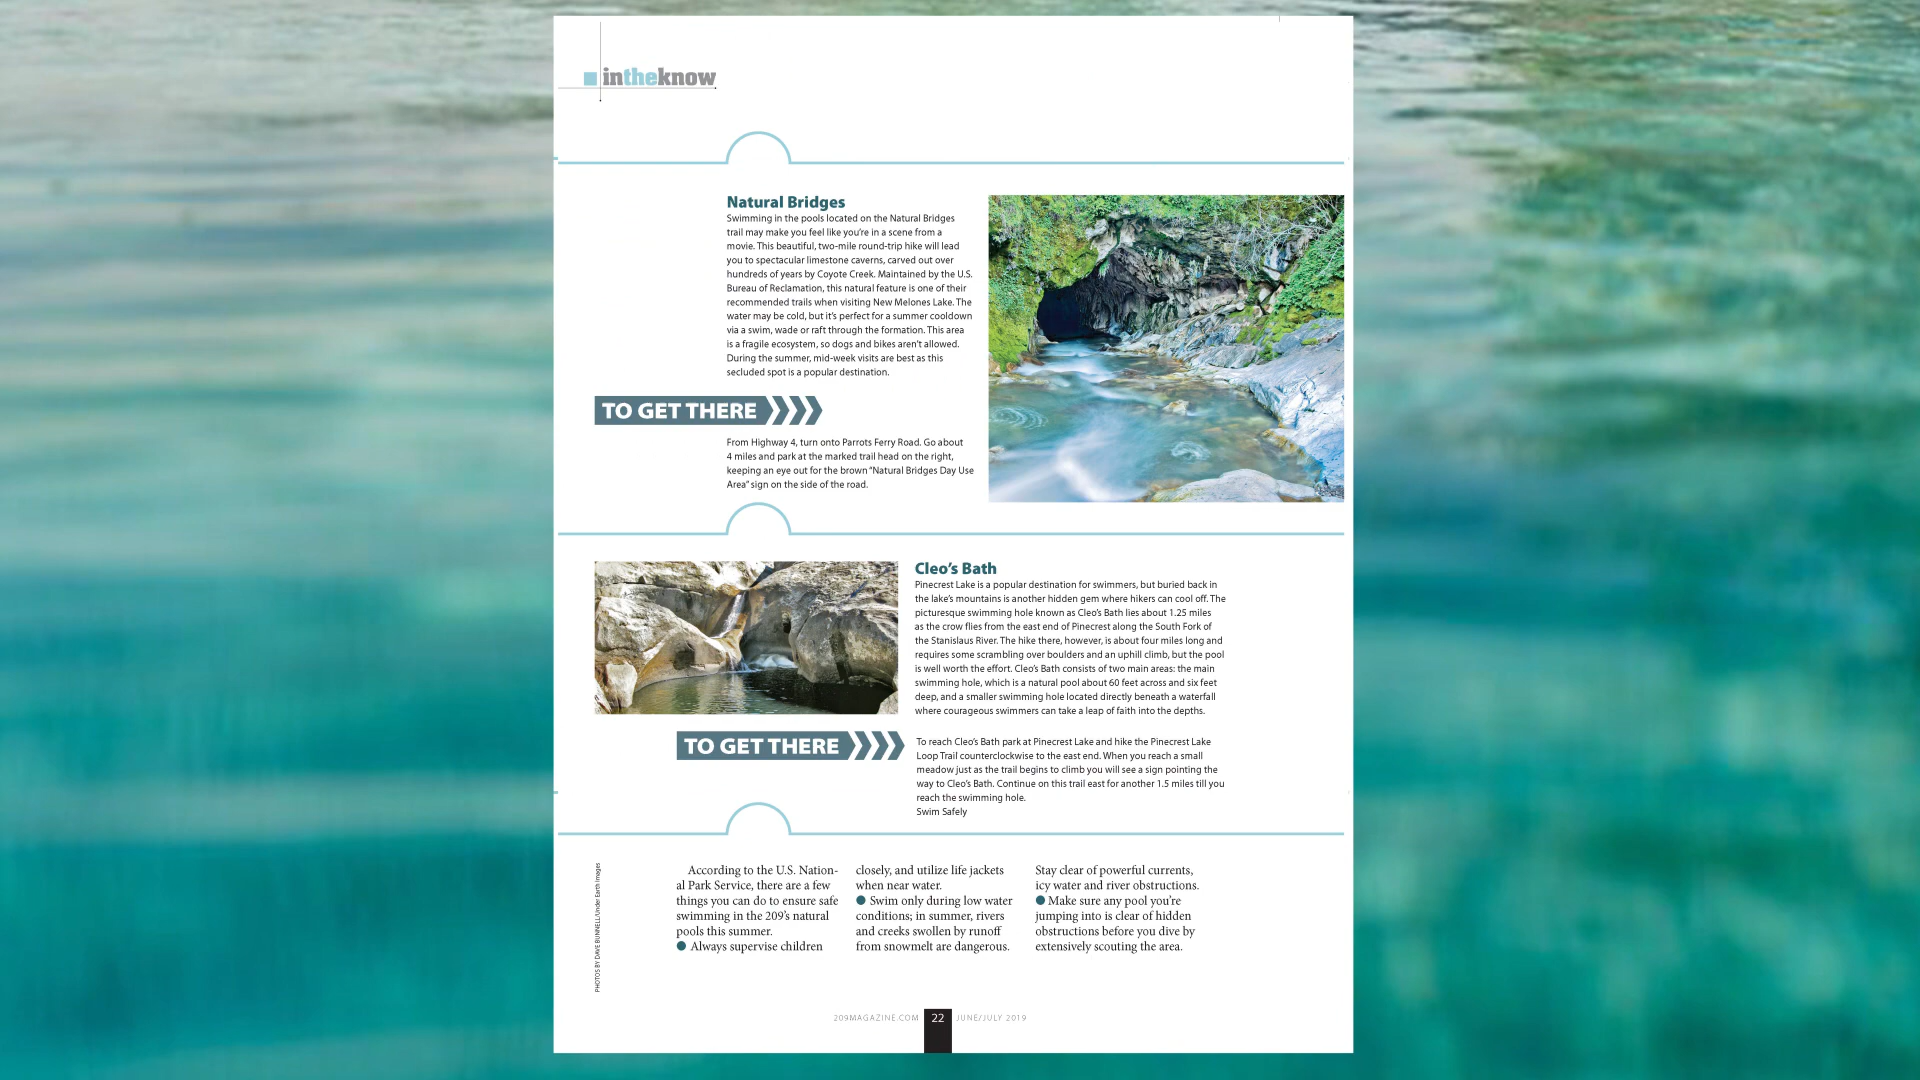 intheknow
Natural Bridges
Swimming in the pools located on the Natural Bridges
trail may make you feel like you’re in a scene from a
movie. This beautiful, two-mile round-trip hike will lead
you to spectacular limestone caverns, carved out over
hundreds of years by Coyote Creek. Maintained by the U.S.
Bureau of Reclamation, this natural feature is one of their
recommended trails when visiting New Melones Lake. The
water may be cold, but it’s perfect for a summer cooldown
via a swim, wade or raft through the formation. This area
is a fragile ecosystem, so dogs and bikes aren’t allowed.
During the summer, mid-week visits are best as this
secluded spot is a popular destination.
TO GET THERE
From Highway 4, turn onto Parrots Ferry Road. Go about
4 miles and park at the marked trail head on the right,
keeping an eye out for the brown “Natural Bridges Day Use
Area” sign on the side of the road.
Cleo’s Bath
Pinecrest Lake is a popular destination for swimmers, but buried back in
the lake’s mountains is another hidden gem where hikers can cool off. The
picturesque swimming hole known as Cleo’s Bath lies about 1.25 miles
as the crow flies from the east end of Pinecrest along the South Fork of
the Stanislaus River. The hike there, however, is about four miles long and
requires some scrambling over boulders and an uphill climb, but the pool
is well worth the effort. Cleo’s Bath consists of two main areas: the main
swimming hole, which is a natural pool about 60 feet across and six feet
deep, and a smaller swimming hole located directly beneath a waterfall
where courageous swimmers can take a leap of faith into the depths.
TO GET THERE
To reach Cleo’s Bath park at Pinecrest Lake and hike the Pinecrest Lake
Loop Trail counterclockwise to the east end. When you reach a small
meadow just as the trail begins to climb you will see a sign pointing the
way to Cleo’s Bath. Continue on this trail east for another 1.5 miles till you
reach the swimming hole.
Swim Safely
According to the U.S. Nation-
al Park Service, there are a few
things you can do to ensure safe
swimming in the 209’s natural
pools this summer.
● Always supervise children
closely, and utilize life jackets
when near water.
● Swim only during low water
conditions; in summer, rivers
and creeks swollen by runoff
from snowmelt are dangerous.
Stay clear of powerful currents,
icy water and river obstructions.
● Make sure any pool you’re
jumping into is clear of hidden
obstructions before you dive by
extensively scouting the area.
PHOTOS BY DAVE BUNNELL/Under Earth Images
209MAGAZINE.COM 22 JUNE/JULY 2019